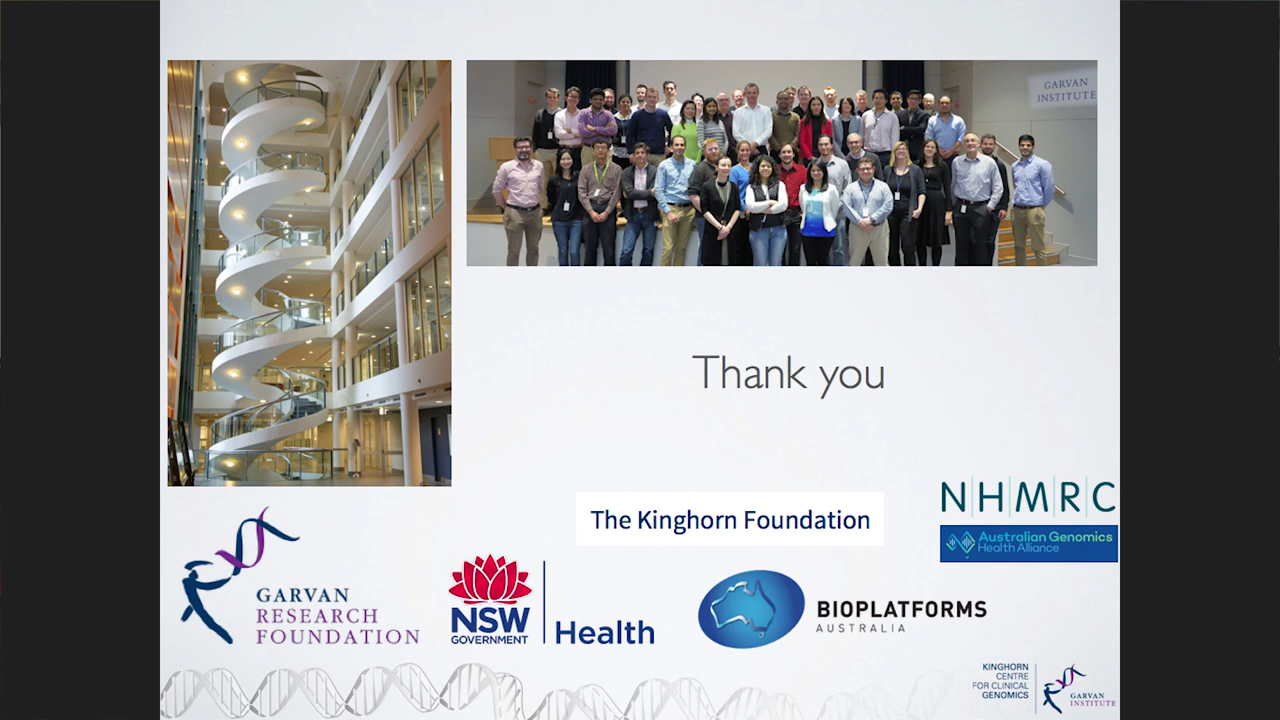 GARVAN
INSTITUTE
Thank you
The Kinghorn Foundation
NHMRC
Australian Genomics
Health Alliance
GARVAN
RESEARCH
FOUNDATION
NSW
GOVERNMENT
Health
BIOPLATFORMS
AUSTRALIA
KINGHORN
CENTRE
FOR CLINICAL
GENOMICS
GARVAN
INSTITUTE